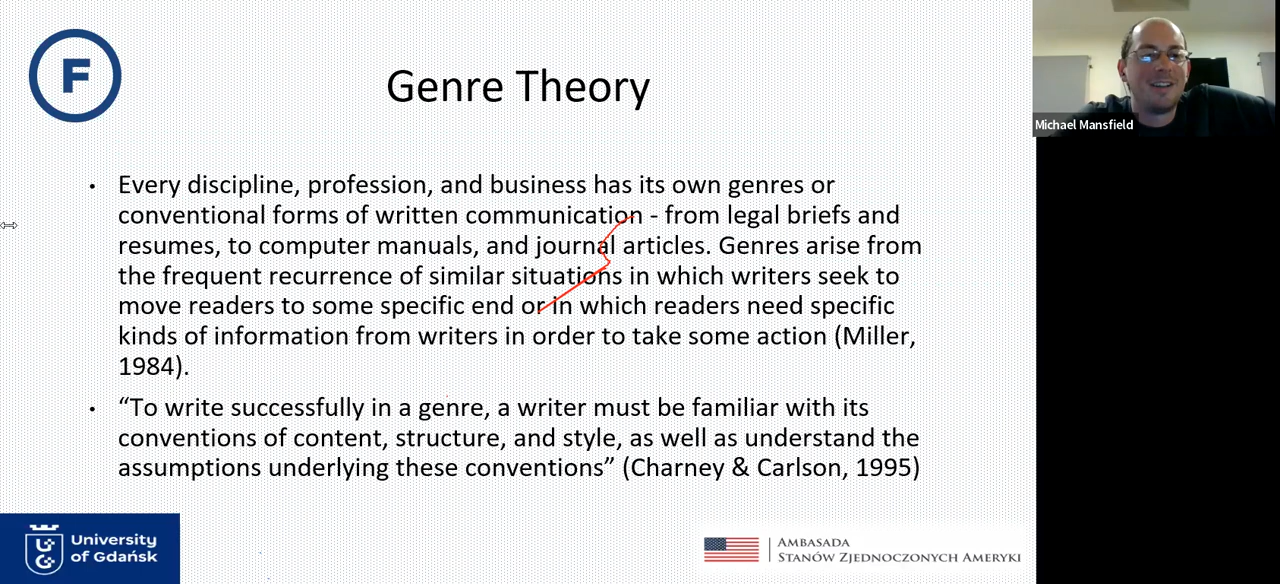 F
Genre Theory
Michael Mansfield
• Every discipline, profession, and business has its own genres or
conventional forms of written communication - from legal briefs and
resumes, to computer manuals, and journal articles. Genres arise from
the frequent recurrence of similar situations in which writers seek to
move readers to some specific end or in which readers need specific
kinds of information from writers in order to take some action (Miller,
1984).
• “To write successfully in a genre, a writer must be familiar with its
conventions of content, structure, and style, as well as understand the
assumptions underlying these conventions” (Charney & Carlson, 1995)
UG
University
of Gdańsk
AMBASADA
STANÓW ZJEDNOCZONYCH AMERYKI